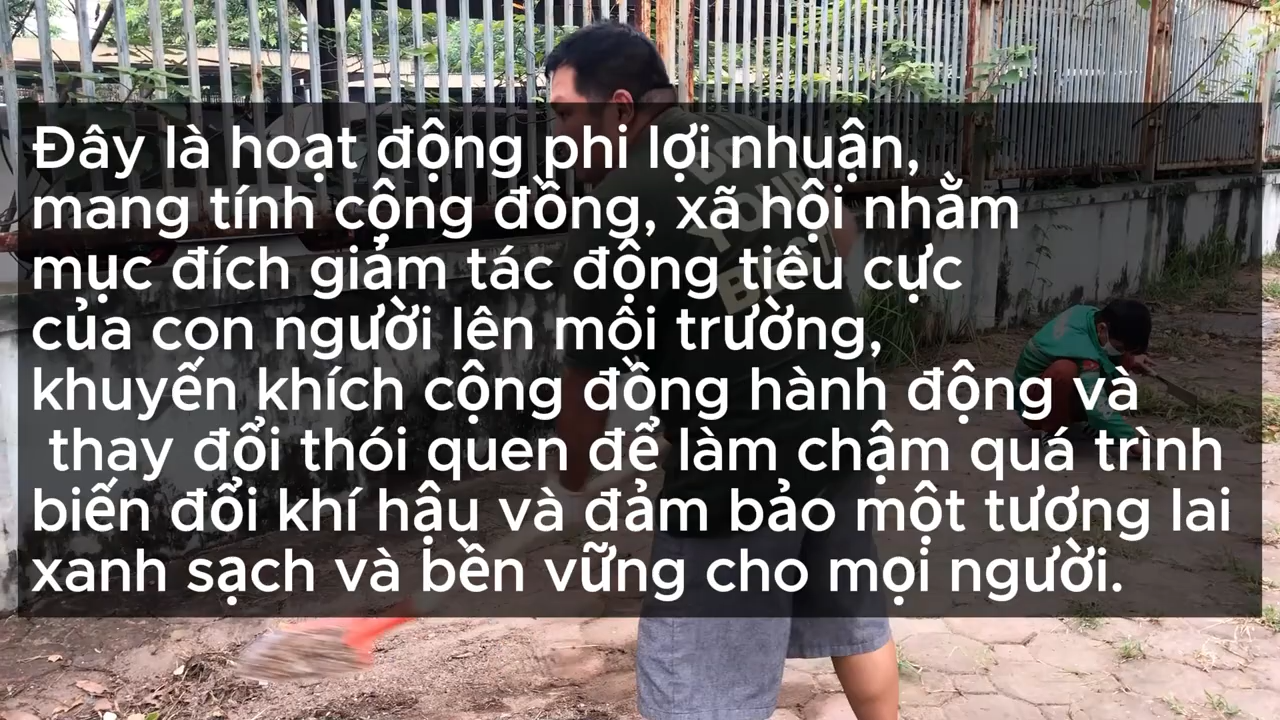 Đây là hoạt động phi lợi nhuận,
mang tính cộng đồng, xã hội nhằm
mục đích giảm tác động tiêu cực
của con người lên môi trường,
khuyến khích cộng đồng hành động và
thay đổi thói quen để làm chậm quá trình
biến đổi khí hậu và đảm bảo một tương lai
xanh sạch và bền vững cho mọi người.
DO
YOUR
BEST